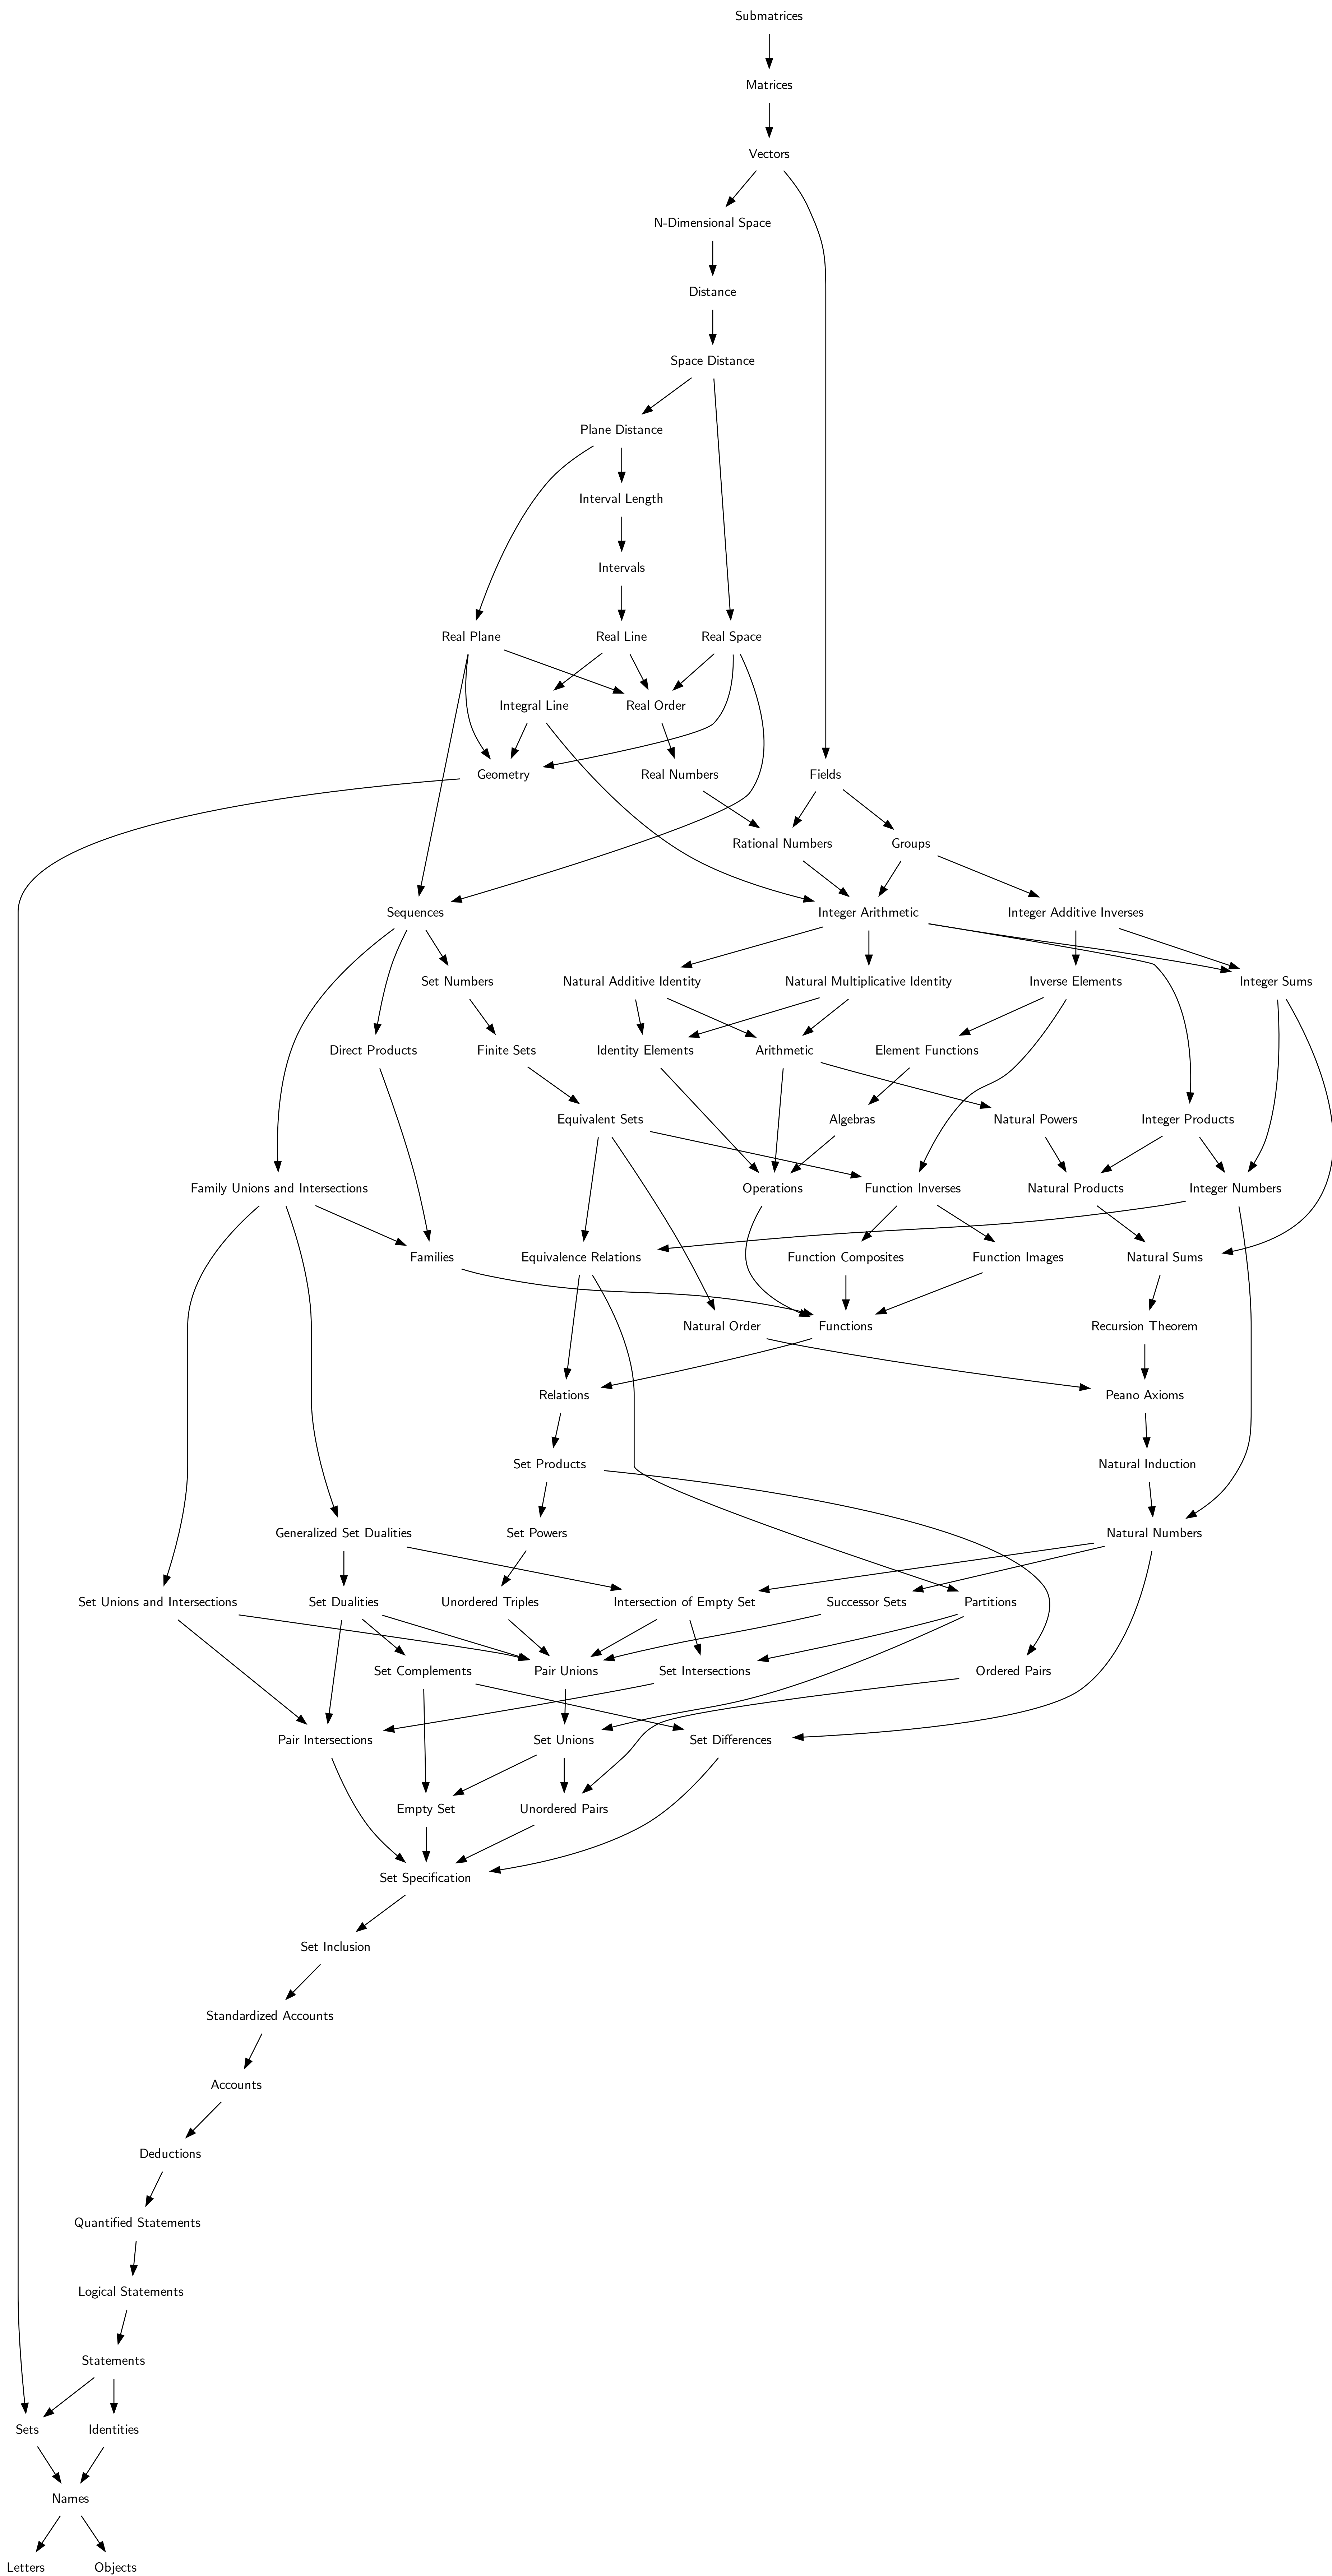 Submatrices
Matrices
Vectors
N-Dimensional Space
Distance
Space Distance
Plane Distance
Interval Length
Intervals
Real Plane
Real Line
Real Space
Integral Line
Real Order
Geometry
Real Numbers
Fields
Rational Numbers
Groups
Sequences
Integer Arithmetic
Integer Additive Inverses
Set Numbers
Natural Additive Identity
Natural Multiplicative Identity
Inverse Elements
Integer Sums
Direct Products
Finite Sets
Identity Elements
Arithmetic
Element Functions
Equivalent Sets
Algebras
Natural Powers
Integer Products
Family Unions and Intersections
Operations
Function Inverses
Natural Products
Integer Numbers
Families
Equivalence Relations
Function Composites
Function Images
Natural Sums
Natural Order
Functions
Recursion Theorem
Relations
Peano Axioms
Set Products
Natural Induction
Generalized Set Dualities
Set Powers
Natural Numbers
Set Unions and Intersections
Set Dualities
Unordered Triples
Intersection of Empty Set
Successor Sets
Partitions
Set Complements
Pair Unions
Set Intersections
Ordered Pairs
Pair Intersections
Set Unions
Set Differences
Empty Set
Unordered Pairs
Set Specification
Set Inclusion
Standardized Accounts
Accounts
Deductions
Quantified Statements
Logical Statements
Statements
Sets
Identities
Names
Letters
Objects